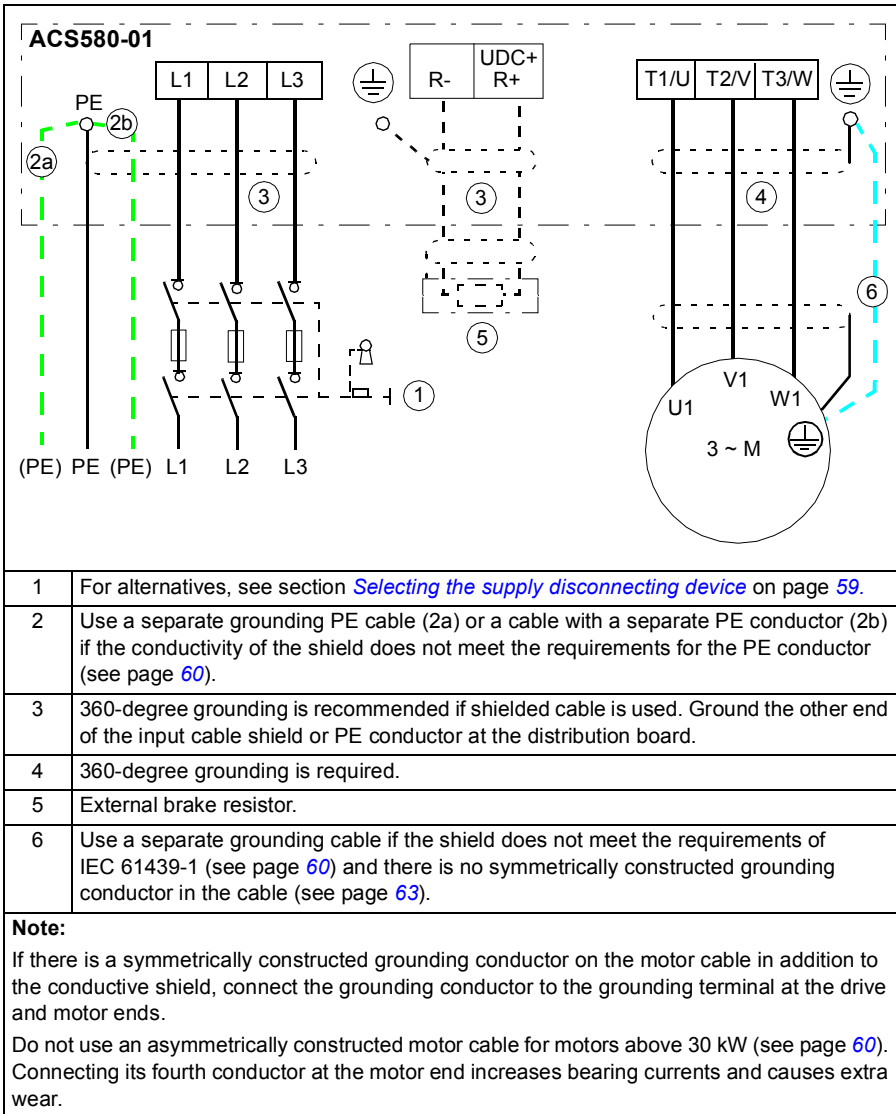 ACS580-01
UDC+
L1 L2 L3 R- R+ T1/U T2/V T3/W
PE
2b
2a
3 3 4
6
5
1
U1 V1 W1
3 ~ M
(PE) PE (PE) L1 L2 L3
1 For alternatives, see section Selecting the supply disconnecting device on page 59.
2 Use a separate grounding PE cable (2a) or a cable with a separate PE conductor (2b)
if the conductivity of the shield does not meet the requirements for the PE conductor
(see page 60).
3 360-degree grounding is recommended if shielded cable is used. Ground the other end
of the input cable shield or PE conductor at the distribution board.
4 360-degree grounding is required.
5 External brake resistor.
6 Use a separate grounding cable if the shield does not meet the requirements of
IEC 61439-1 (see page 60) and there is no symmetrically constructed grounding
conductor in the cable (see page 63).
Note:
If there is a symmetrically constructed grounding conductor on the motor cable in addition to
the conductive shield, connect the grounding conductor to the grounding terminal at the drive
and motor ends.
Do not use an asymmetrically constructed motor cable for motors above 30 kW (see page 60).
Connecting its fourth conductor at the motor end increases bearing currents and causes extra
wear.